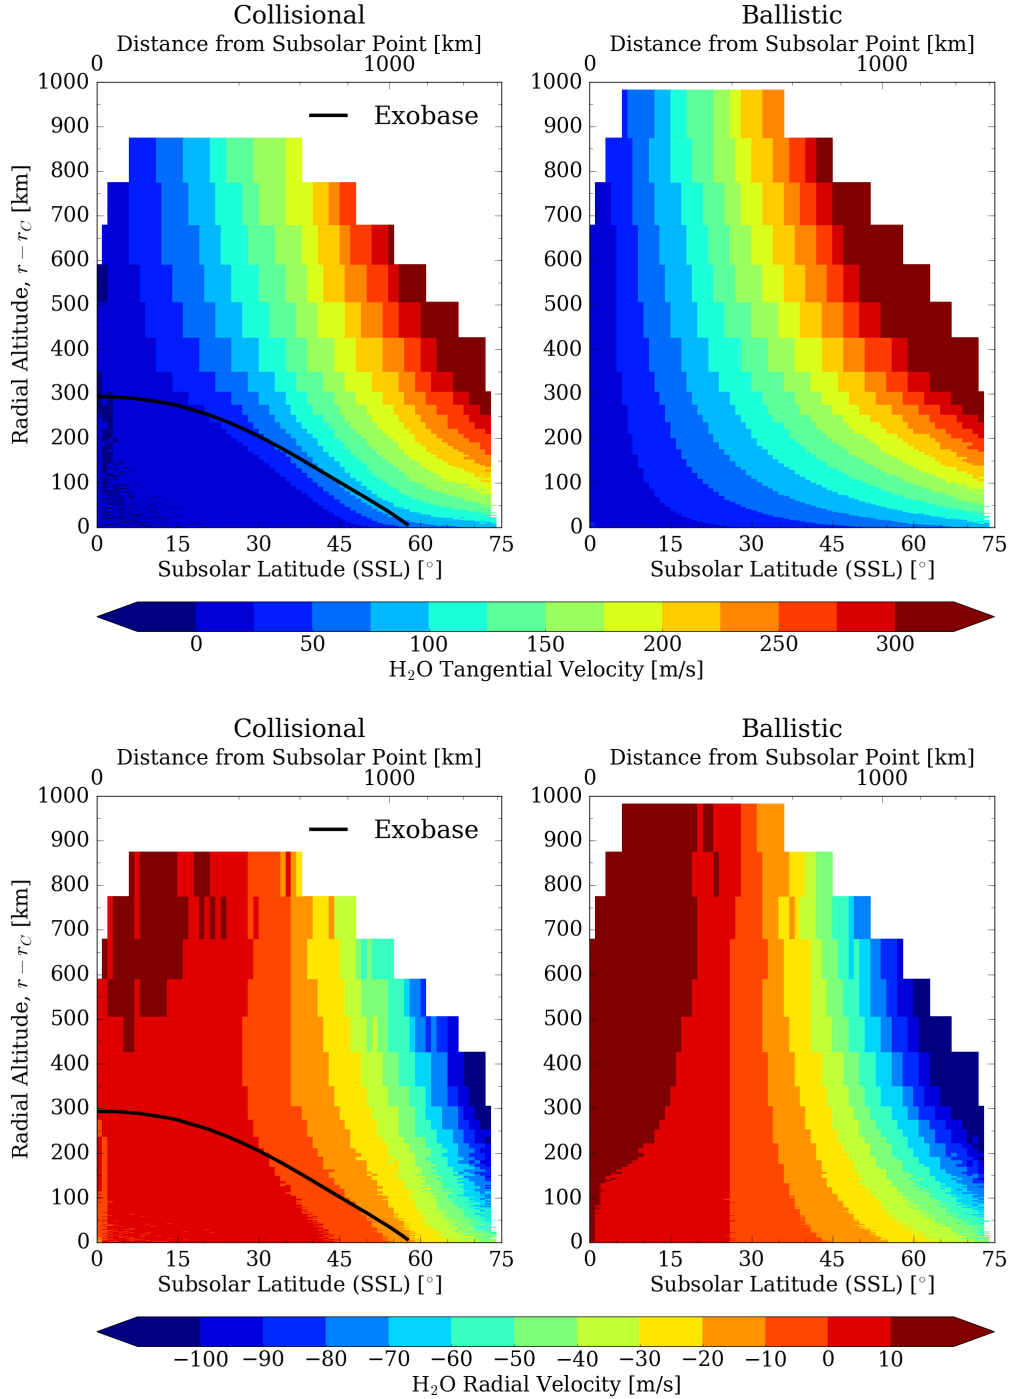 Collisional Ballistic
Distance from Subsolar Point [km] Distance from Subsolar Point [km]
0 1000 0 1000
Radial Altitude, r − r_C [km]
1000
900
800
700
600
500
400
300
200
100
0
Exobase
1000
900
800
700
600
500
400
300
200
100
0
0 15 30 45 60 75 0 15 30 45 60 75
Subsolar Latitude (SSL) [°] Subsolar Latitude (SSL) [°]
0 50 100 150 200 250 300
H₂O Tangential Velocity [m/s]
Collisional Ballistic
Distance from Subsolar Point [km] Distance from Subsolar Point [km]
0 1000 0 1000
Radial Altitude, r − r_C [km]
1000
900
800
700
600
500
400
300
200
100
0
Exobase
1000
900
800
700
600
500
400
300
200
100
0
0 15 30 45 60 75 0 15 30 45 60 75
Subsolar Latitude (SSL) [°] Subsolar Latitude (SSL) [°]
−100 −90 −80 −70 −60 −50 −40 −30 −20 −10 0 10
H₂O Radial Velocity [m/s]